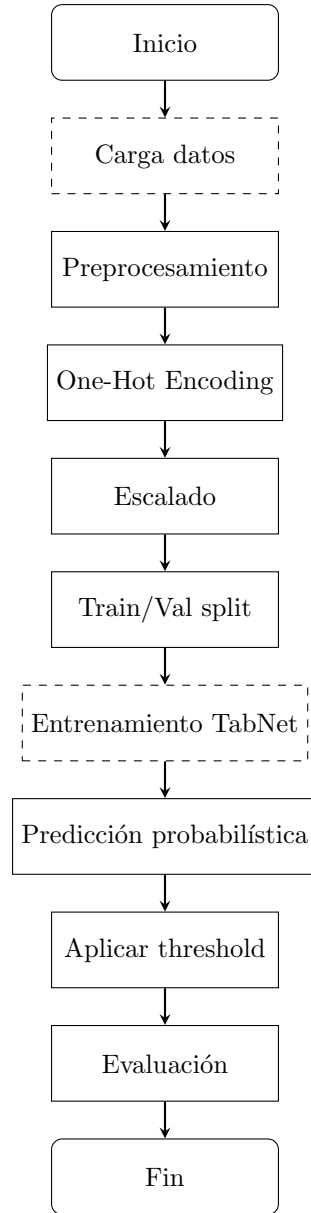 Inicio
Carga datos
Preprocesamiento
One-Hot Encoding
Escalado
Train/Val split
Entrenamiento TabNet
Predicción probabilística
Aplicar threshold
Evaluación
Fin